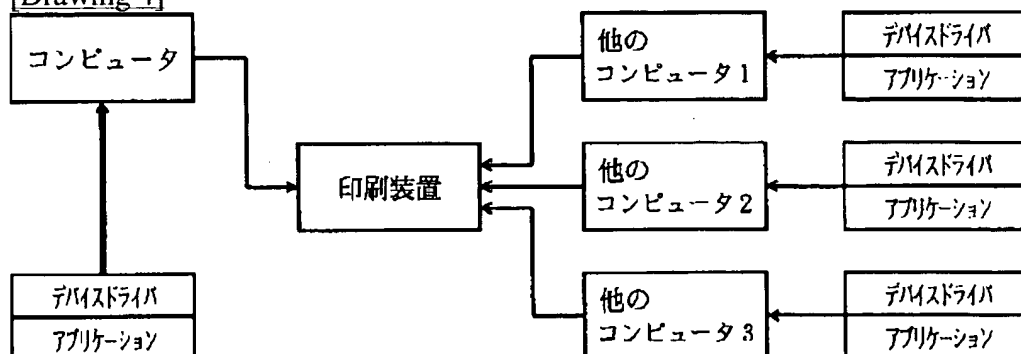 [Drawing 4]
コンピュータ
デバイスドライバ
アプリケーション
印刷装置
他の
コンピュータ1
デバイスドライバ
アプリケーション
他の
コンピュータ2
デバイスドライバ
アプリケーション
他の
コンピュータ3
デバイスドライバ
アプリケーション